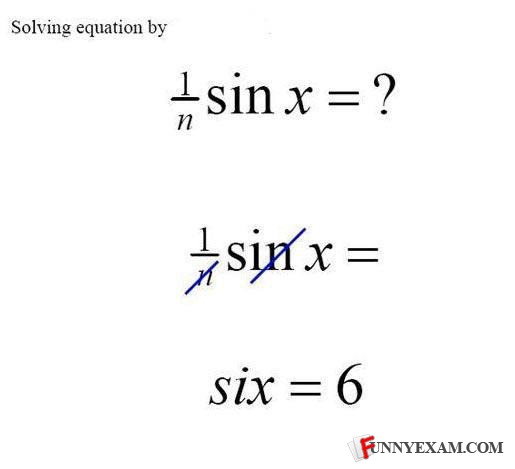 Solving equation by
1/n sin x = ?
1/n sin x =
six = 6
FUNNYEXAM.COM